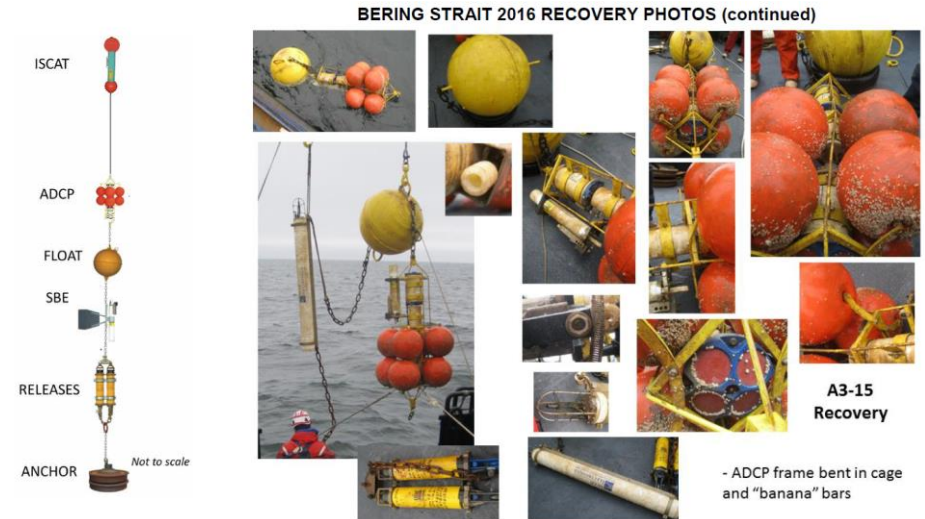 BERING STRAIT 2016 RECOVERY PHOTOS (continued)
ISCAT
ADCP
FLOAT
SBE
RELEASES
ANCHOR
Not to scale
A3-15
Recovery
- ADCP frame bent in cage
and “banana” bars